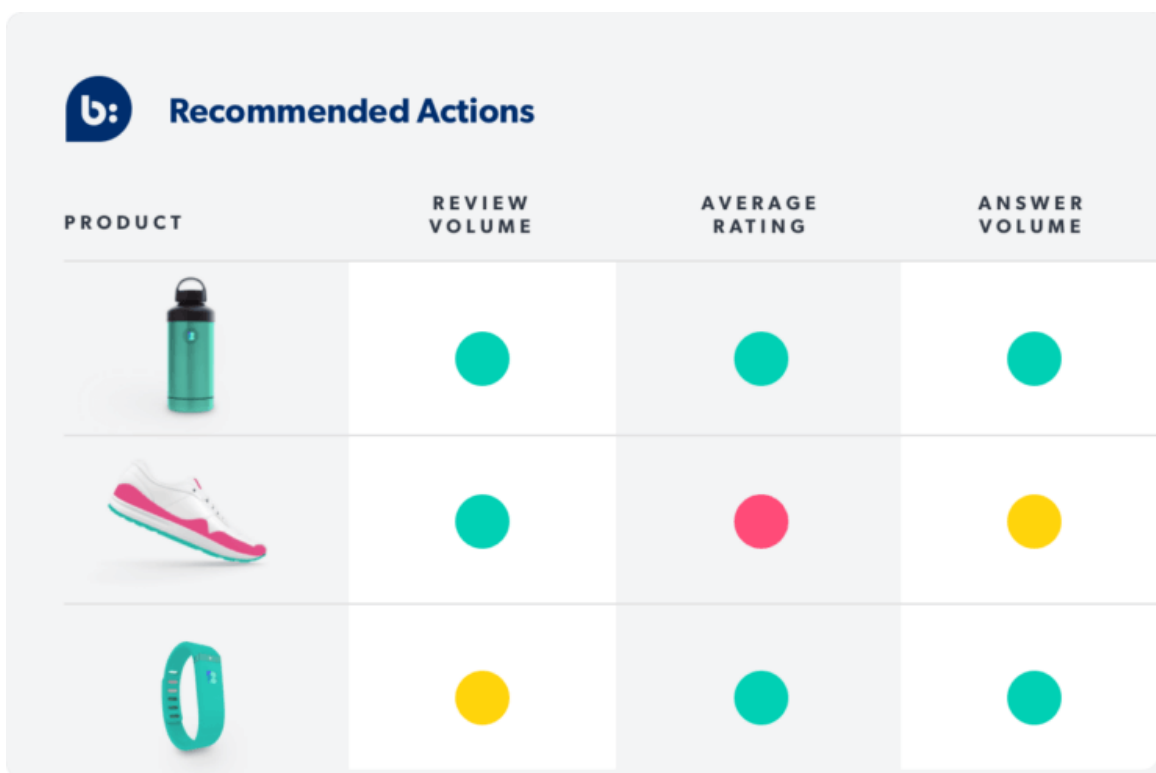 b:
Recommended Actions
PRODUCT
REVIEW
VOLUME
AVERAGE
RATING
ANSWER
VOLUME